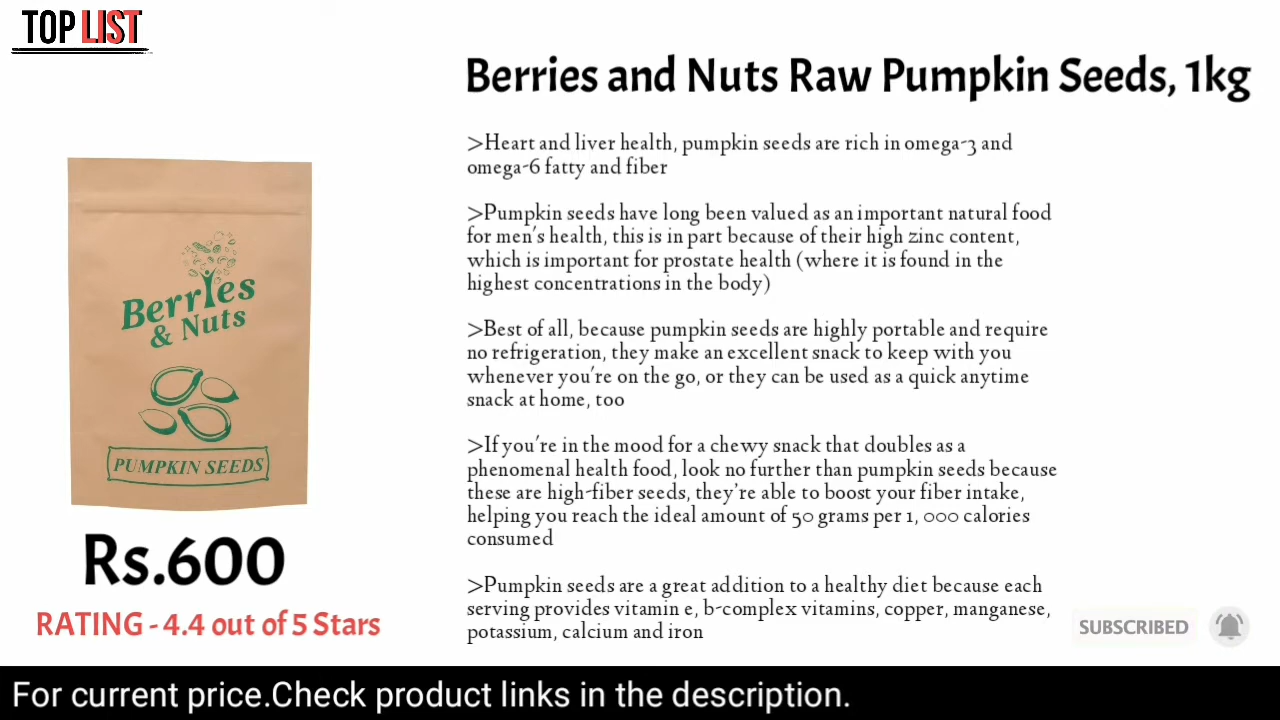 TOP LIST
Berries and Nuts Raw Pumpkin Seeds, 1kg
>Heart and liver health, pumpkin seeds are rich in omega-3 and
omega-6 fatty and fiber
>Pumpkin seeds have long been valued as an important natural food
for men's health, this is in part because of their high zinc content,
which is important for prostate health (where it is found in the
highest concentrations in the body)
>Best of all, because pumpkin seeds are highly portable and require
no refrigeration, they make an excellent snack to keep with you
whenever you're on the go, or they can be used as a quick anytime
snack at home, too
>If you're in the mood for a chewy snack that doubles as a
phenomenal health food, look no further than pumpkin seeds because
these are high-fiber seeds, they're able to boost your fiber intake,
helping you reach the ideal amount of 50 grams per 1, 000 calories
consumed
>Pumpkin seeds are a great addition to a healthy diet because each
serving provides vitamin e, b-complex vitamins, copper, manganese,
potassium, calcium and iron
Berries
& Nuts
PUMPKIN SEEDS
Rs.600
RATING - 4.4 out of 5 Stars
SUBSCRIBED
For current price.Check product links in the description.